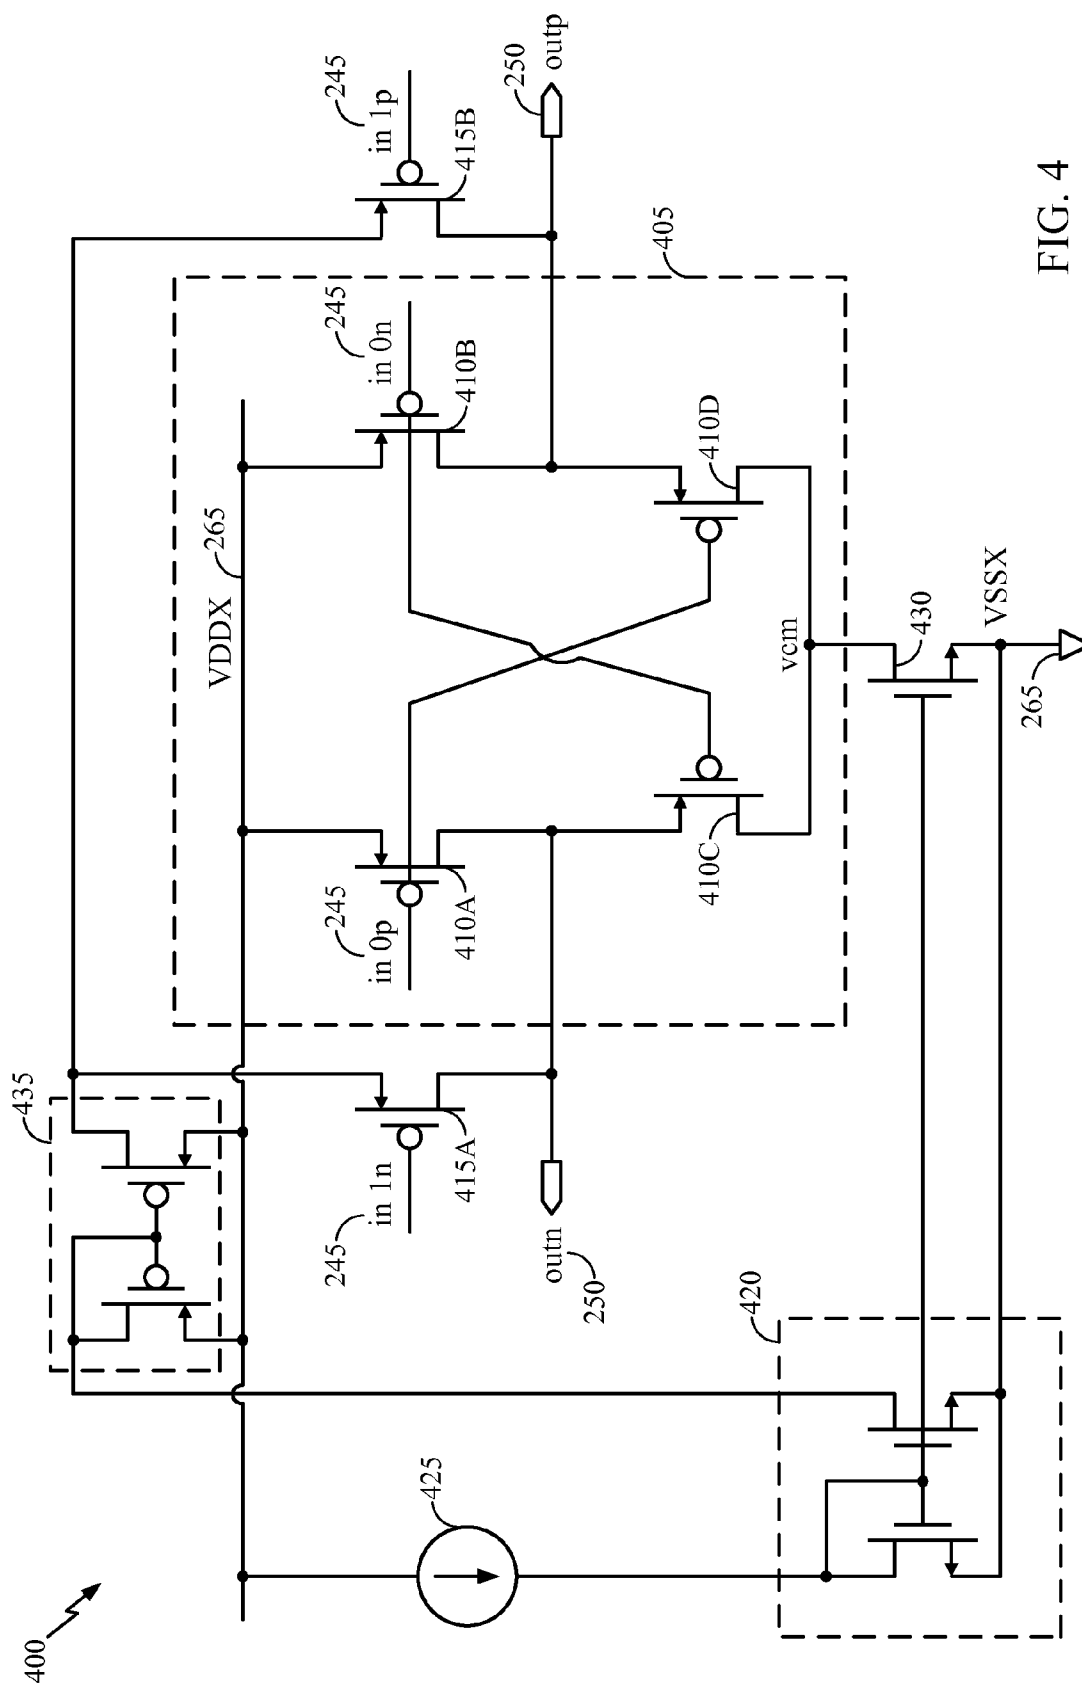 400
435
VDDX
265
245
in 1n
415A
245
in 0p
410A
245
in 0n
410B
245
in 1p
415B
outn
250
250
outp
405
410C
410D
vcm
425
420
430
VSSX
265
FIG. 4